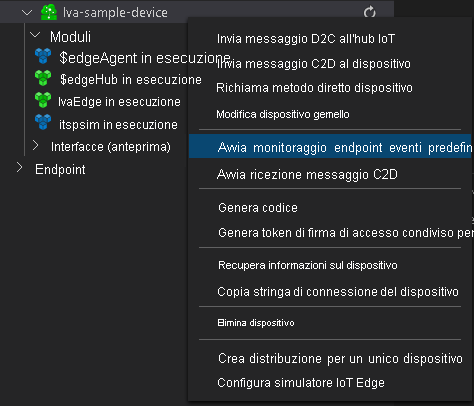 lva-sample-device
Moduli
$edgeAgent in esecuzione
$edgeHub in esecuzione
lvaEdge in esecuzione
itspsim in esecuzione
Interfacce (anteprima)
Endpoint
Invia messaggio D2C all'hub IoT
Invia messaggio C2D al dispositivo
Richiama metodo diretto dispositivo
Modifica dispositivo gemello
Avvia monitoraggio endpoint eventi predefin
Avvia ricezione messaggio C2D
Genera codice
Genera token di firma di accesso condiviso per
Recupera informazioni sul dispositivo
Copia stringa di connessione del dispositivo
Elimina dispositivo
Crea distribuzione per un unico dispositivo
Configura simulatore IoT Edge